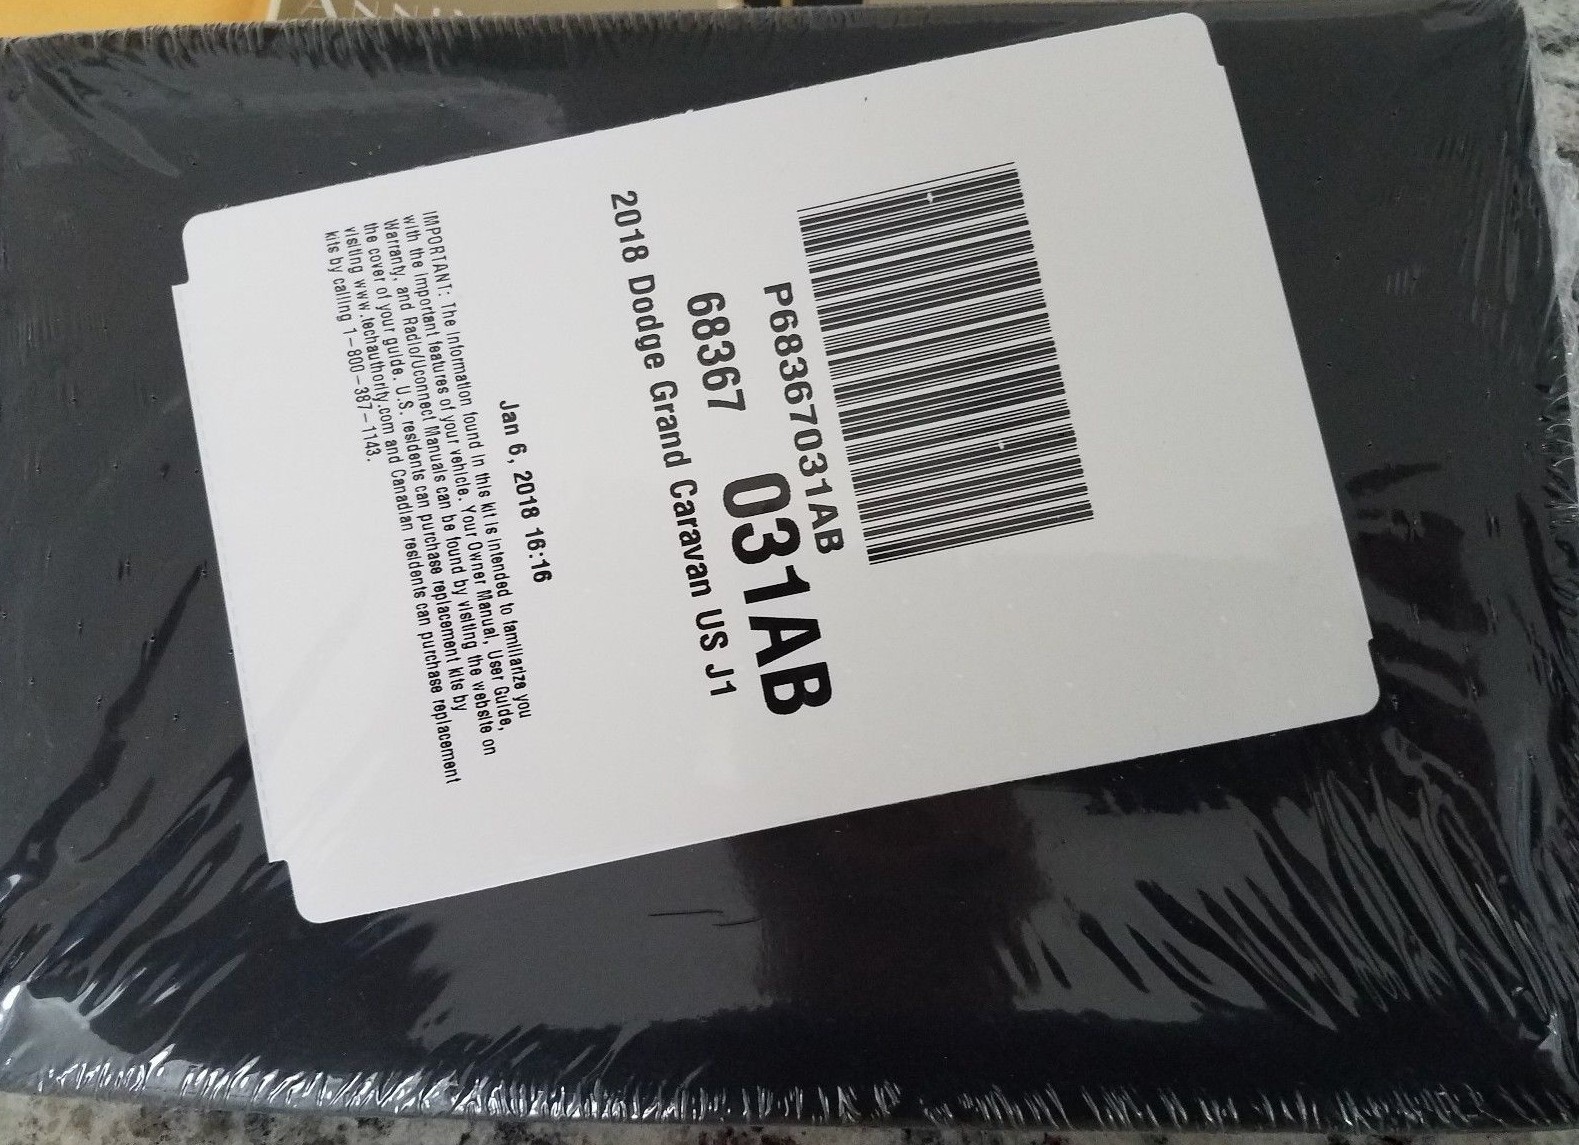 ANNI
P68367031AB
68367 031AB
2018 Dodge Grand Caravan US J1
Jan 6, 2018 16:16
IMPORTANT: The information found in this kit is intended to familiarize you
with the important features of your vehicle. Your Owner Manual, User Guide,
Warranty, and Radio/Uconnect Manuals can be found by visiting the website on
the cover of your guide. U.S. residents can purchase replacement kits by
visiting www.techauthority.com and Canadian residents can purchase replacement
kits by calling 1-800-387-1143.